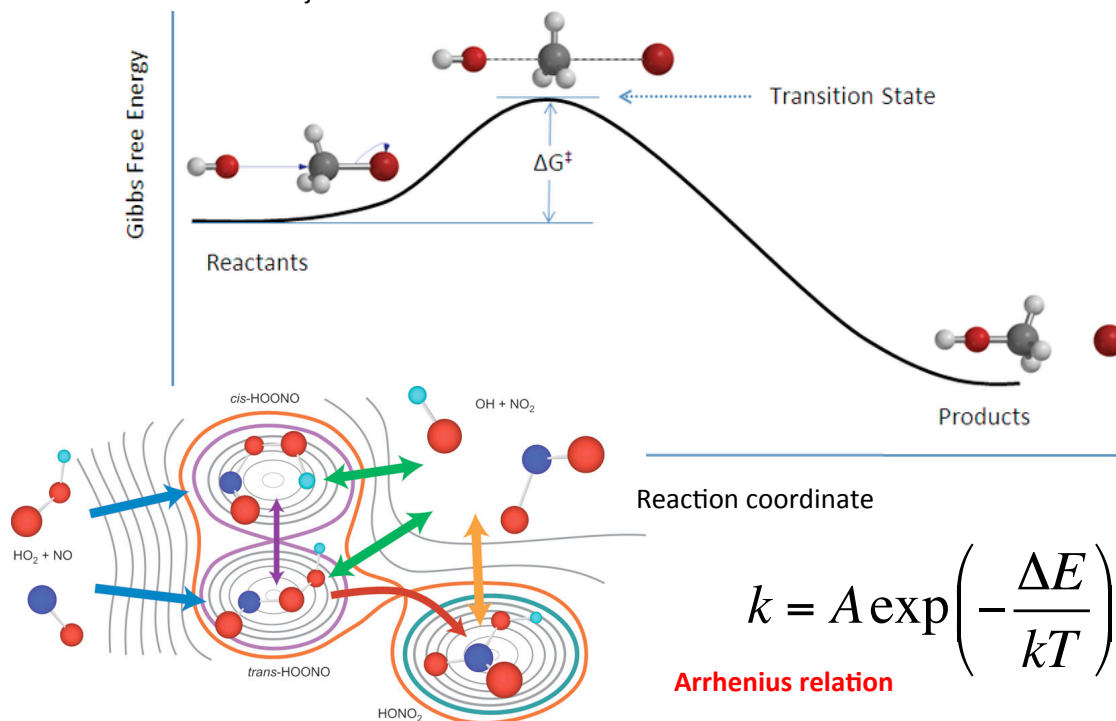 Transition State
ΔG‡
Gibbs Free Energy
Reactants
Products
Reaction coordinate
cis-HOONO
OH + NO₂
HO₂ + NO
trans-HOONO
HONO₂
k = A exp(−ΔE/kT)
Arrhenius relation